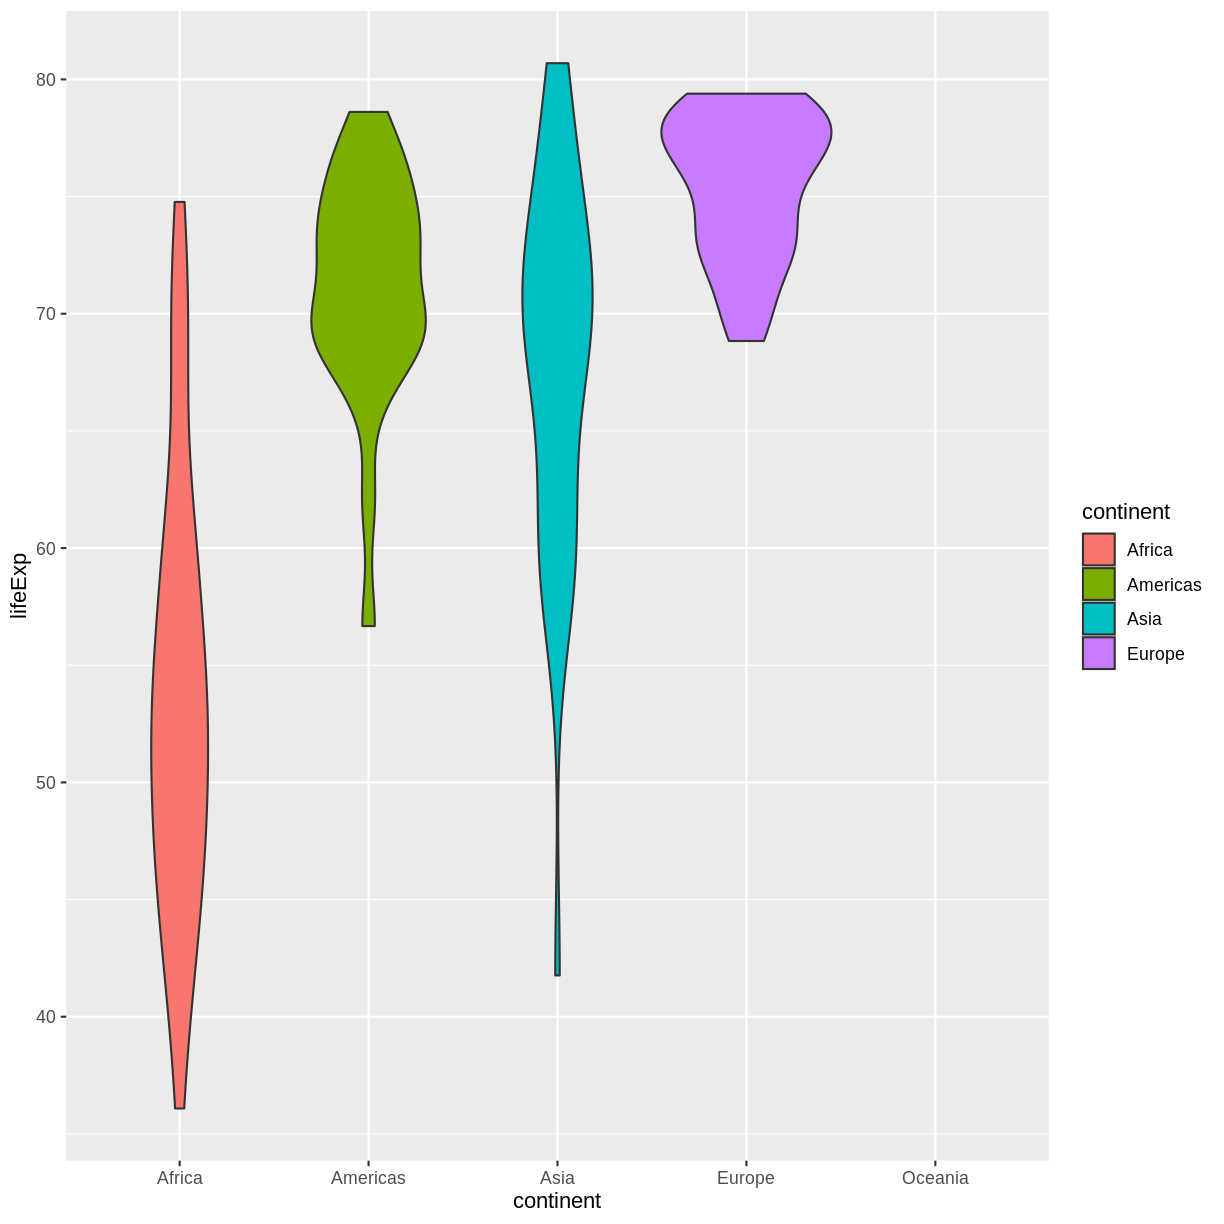 80
70
60
50
40
lifeExp
Africa Americas Asia Europe Oceania
continent
continent
Africa
Americas
Asia
Europe